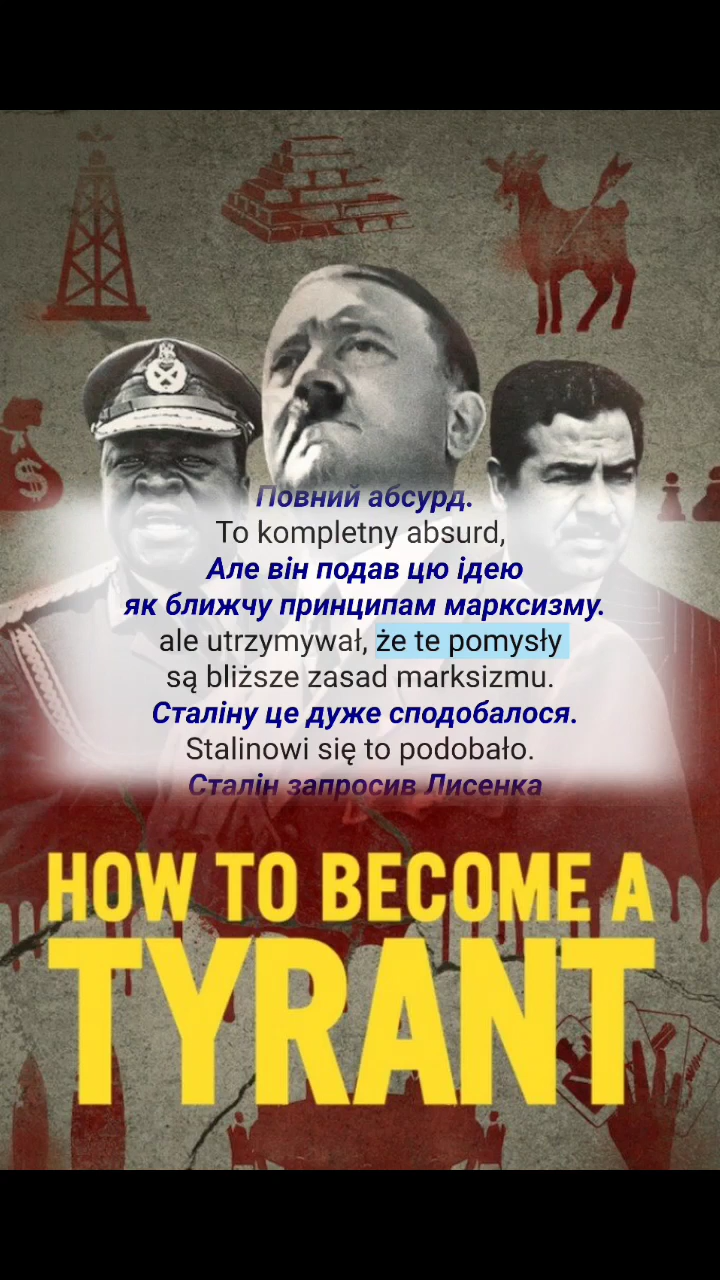 $
Повний абсурд.
To kompletny absurd,
Але він подав цю ідею
як ближчу принципам марксизму.
ale utrzymywał, że te pomysły
są bliższe zasad marksizmu.
Сталіну це дуже сподобалося.
Stalinowi się to podobało.
Сталін запросив Лисенка
HOW TO BECOME A
TYRANT